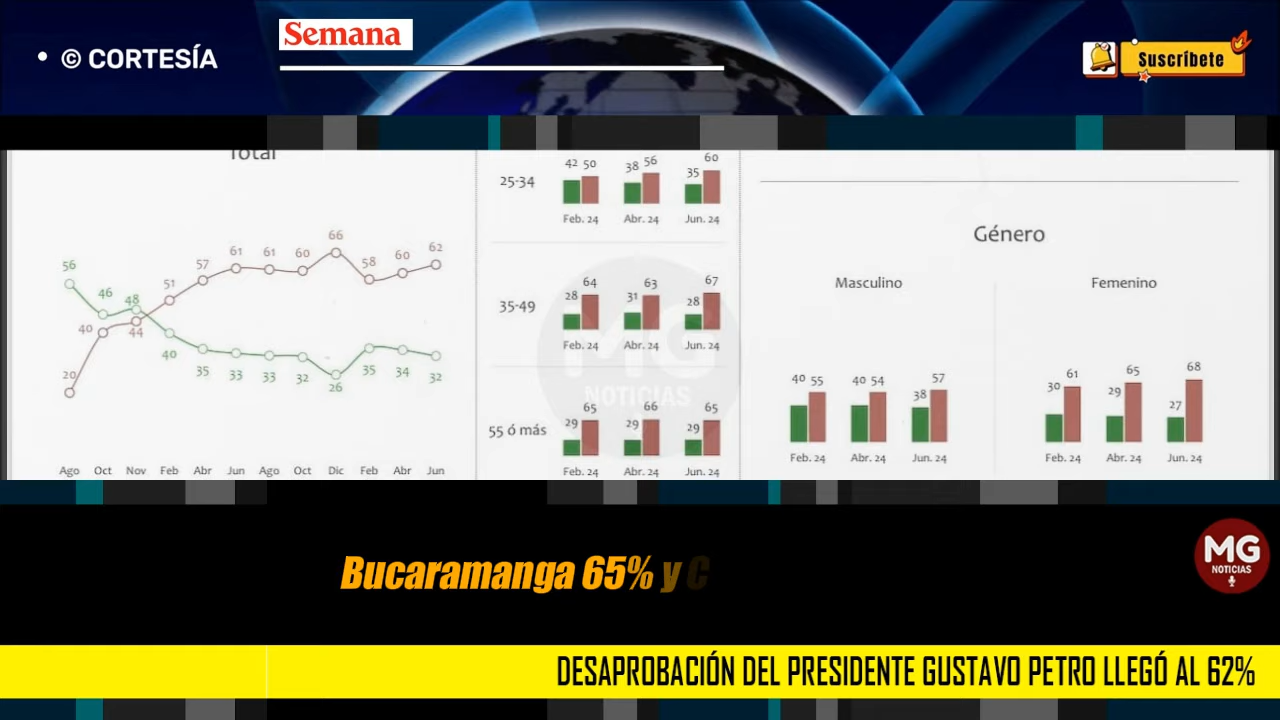 © CORTESÍA
Semana
Suscríbete
Total
56
46
48
40
35
33
33
32
26
35
34
32
20
40
44
51
57
61
61
60
66
58
60
62
Ago Oct Nov Feb Abr Jun Ago Oct Dic Feb Abr Jun
25-34
42 50 38 56 35 60
Feb. 24 Abr. 24 Jun. 24
35-49
28 64 31 63 28 67
Feb. 24 Abr. 24 Jun. 24
55 ó más
29 65 29 66 29 65
Feb. 24 Abr. 24 Jun. 24
Género
Masculino
40 55 40 54 38 57
Feb. 24 Abr. 24 Jun. 24
Femenino
30 61 29 65 27 68
Feb. 24 Abr. 24 Jun. 24
MG
NOTICIAS
Bucaramanga 65% y C
MG
NOTICIAS
DESAPROBACIÓN DEL PRESIDENTE GUSTAVO PETRO LLEGÓ AL 62%